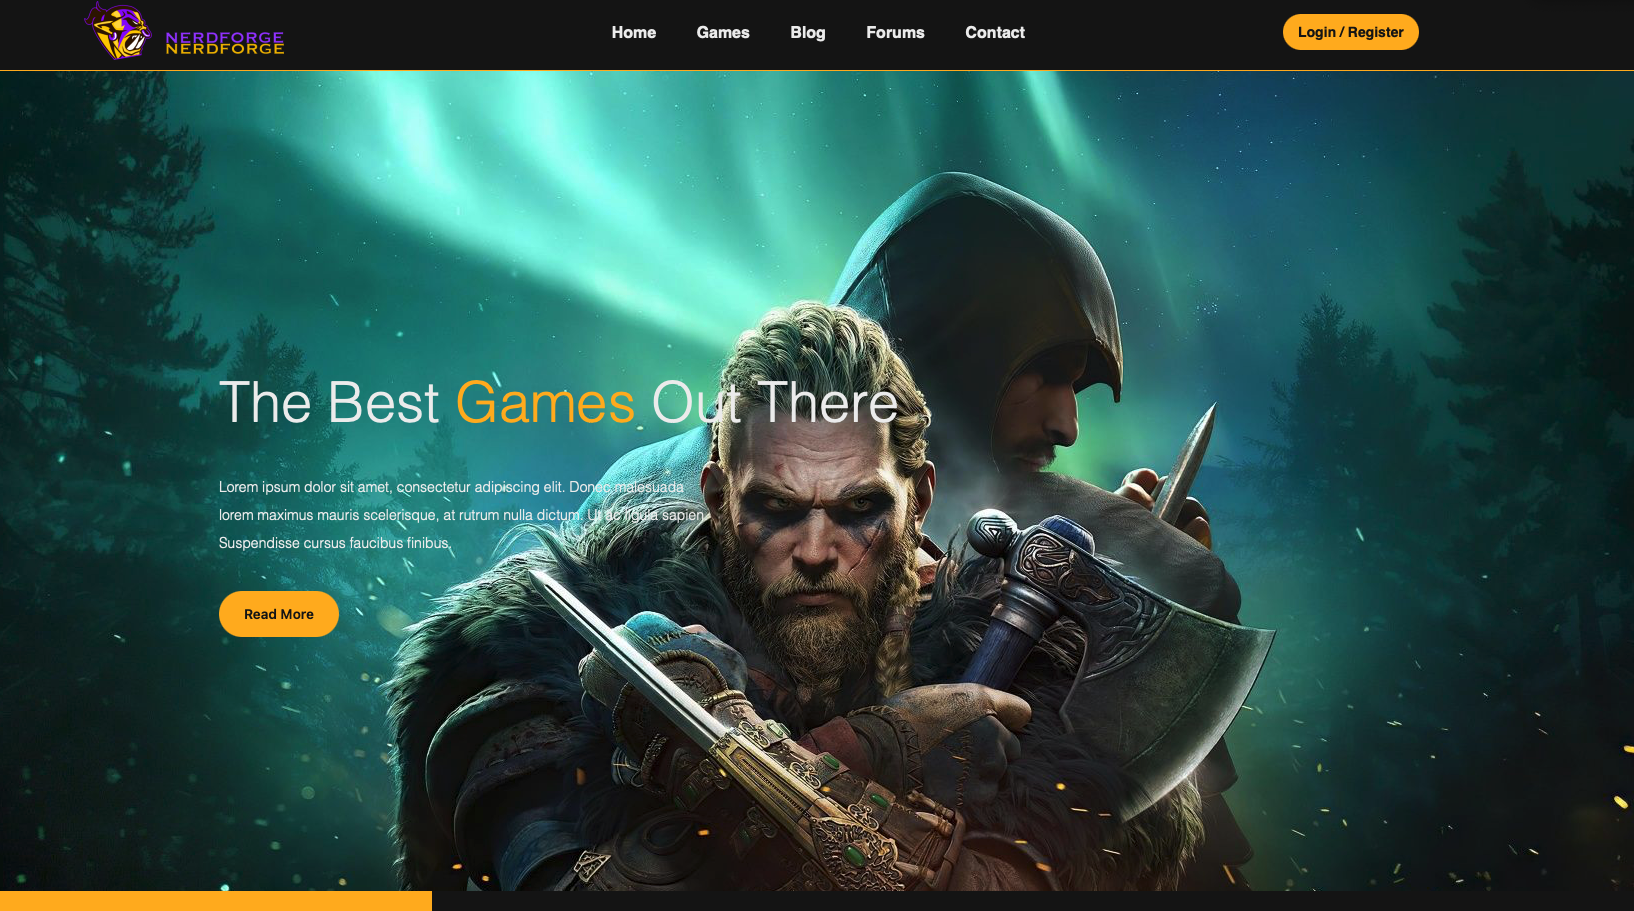 NERDFORGE
NERDFORGE
Home Games Blog Forums Contact
Login / Register
The Best Games Out There
Lorem ipsum dolor sit amet, consectetur adipiscing elit. Donec malesuada
lorem maximus mauris scelerisque, at rutrum nulla dictum. Ut ac ligula sapien.
Suspendisse cursus faucibus finibus.
Read More